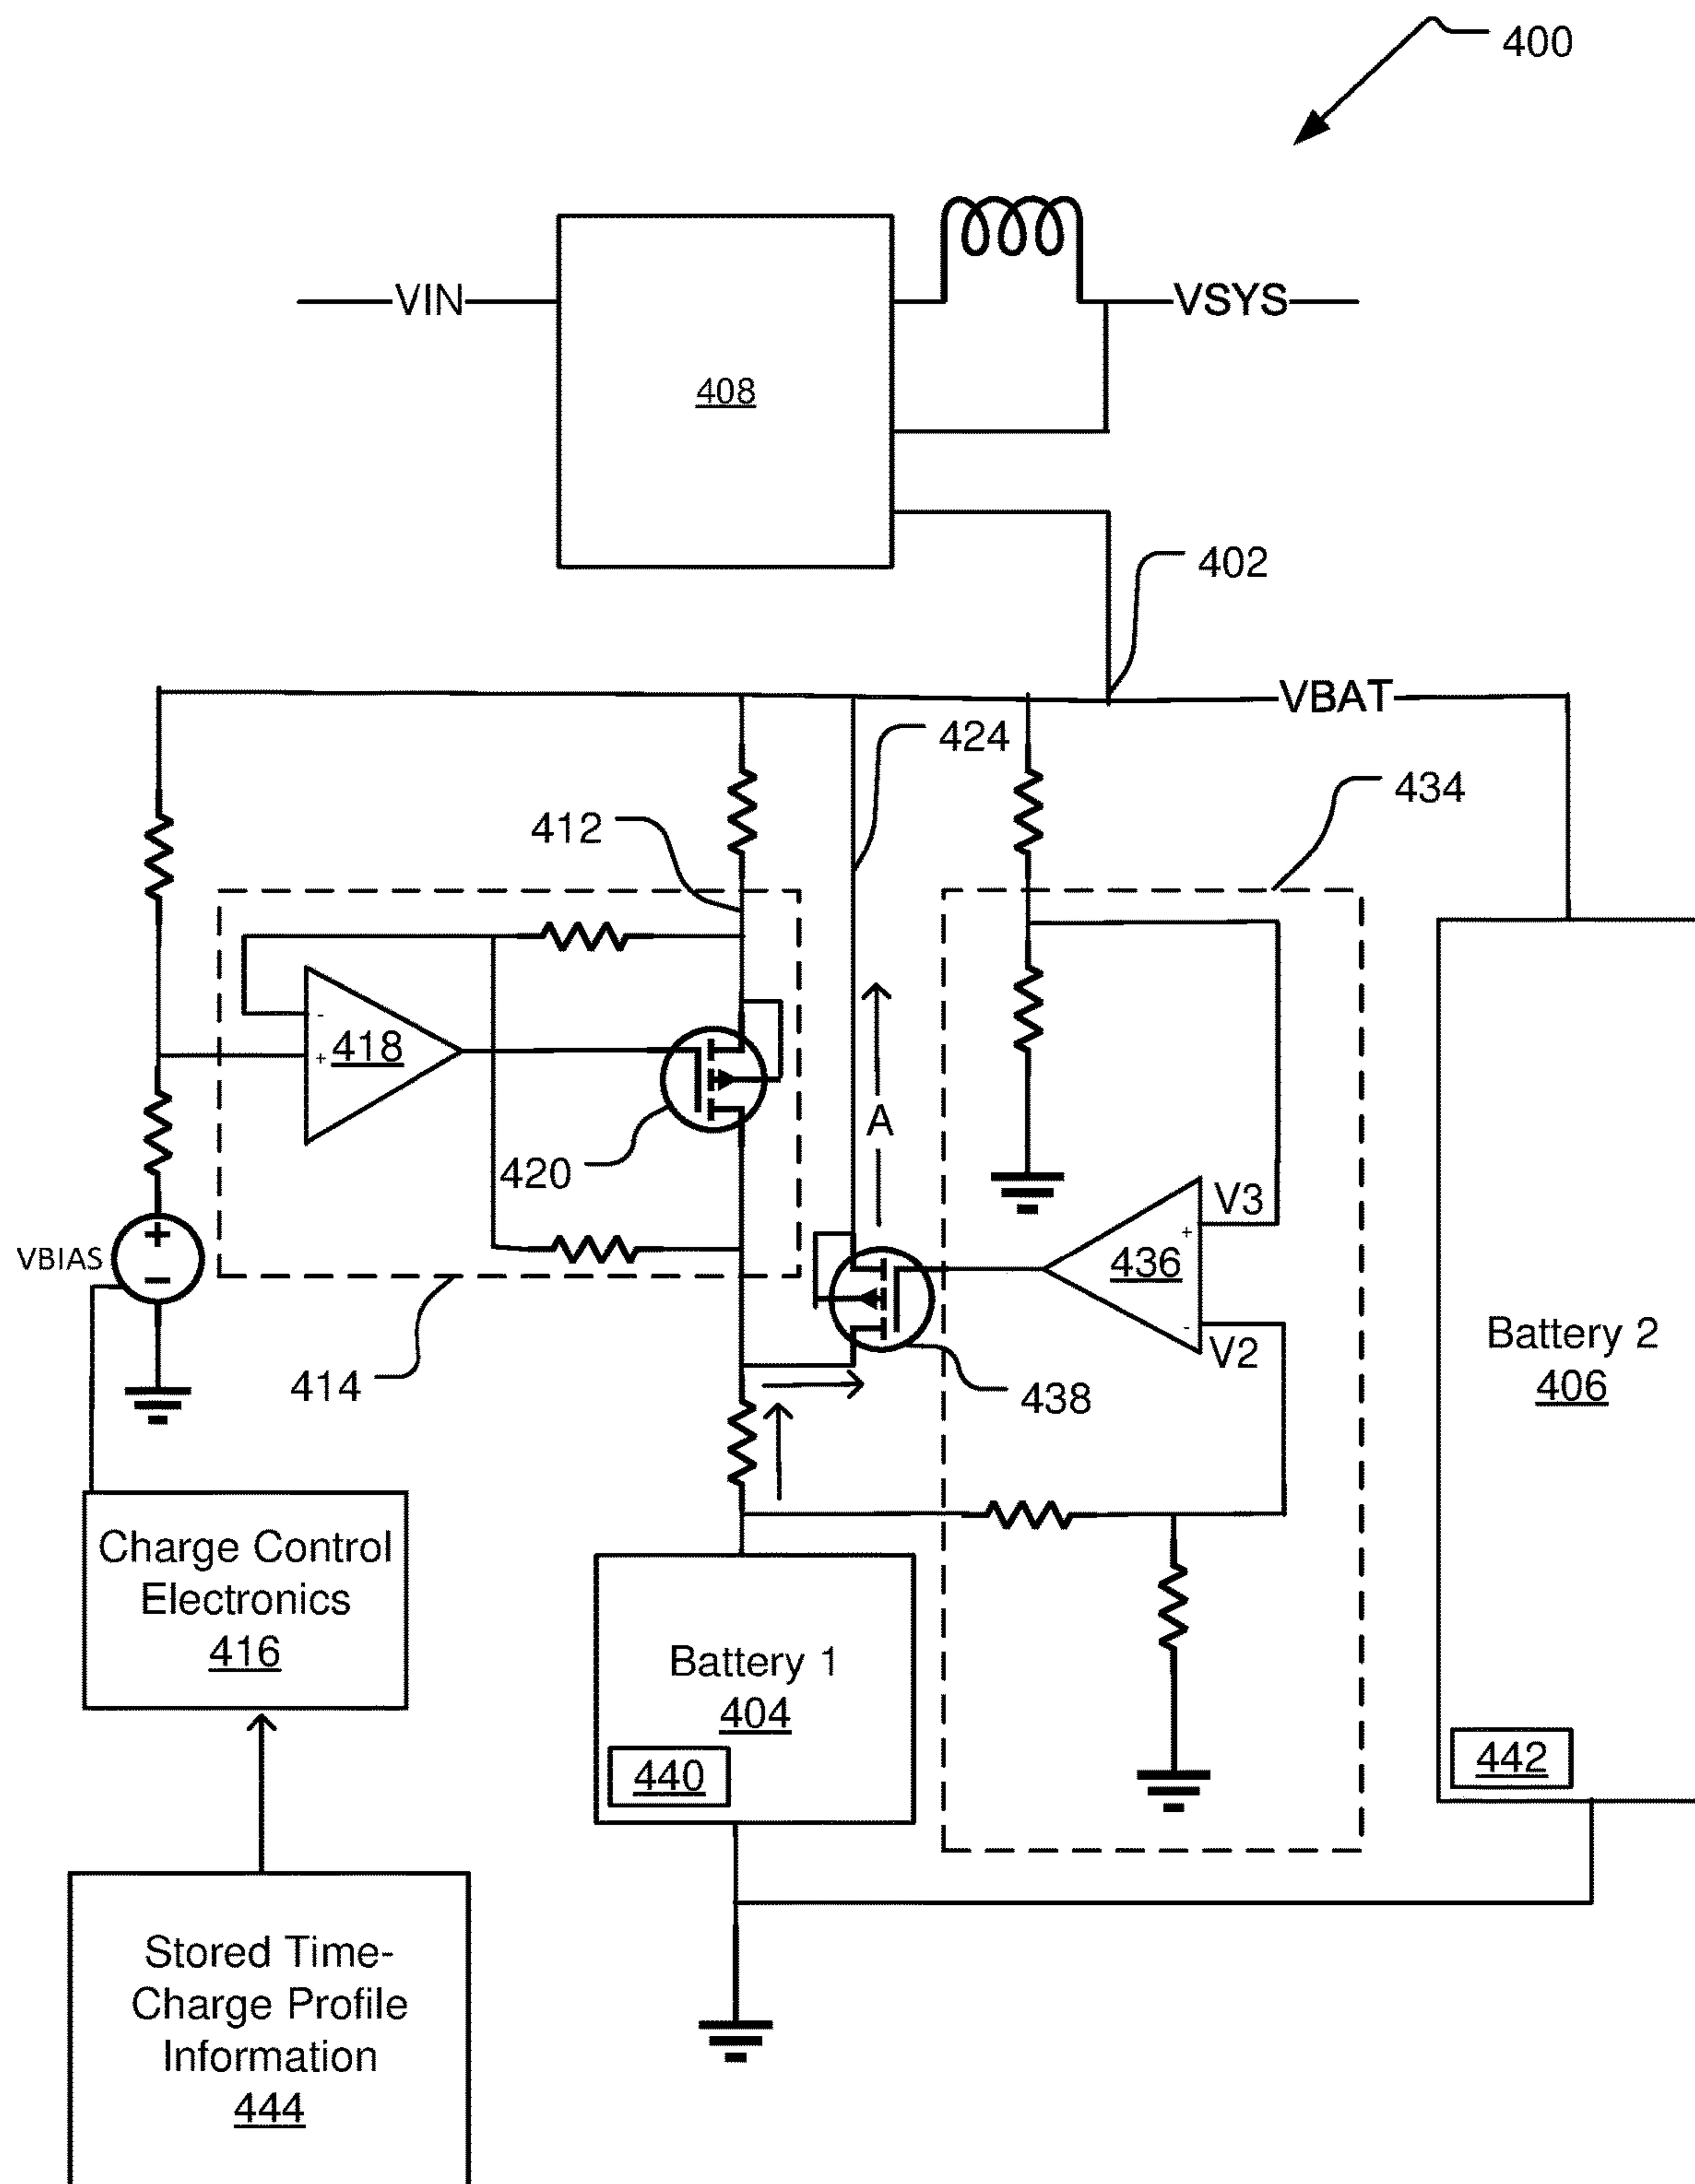 400
VIN
VSYS
408
402
VBAT
424
434
412
-
+
418
A
420
V3
+
436
-
V2
VBIAS
+
−
414
438
Battery 2
406
Charge Control
Electronics
416
Battery 1
404
440
442
Stored Time-
Charge Profile
Information
444